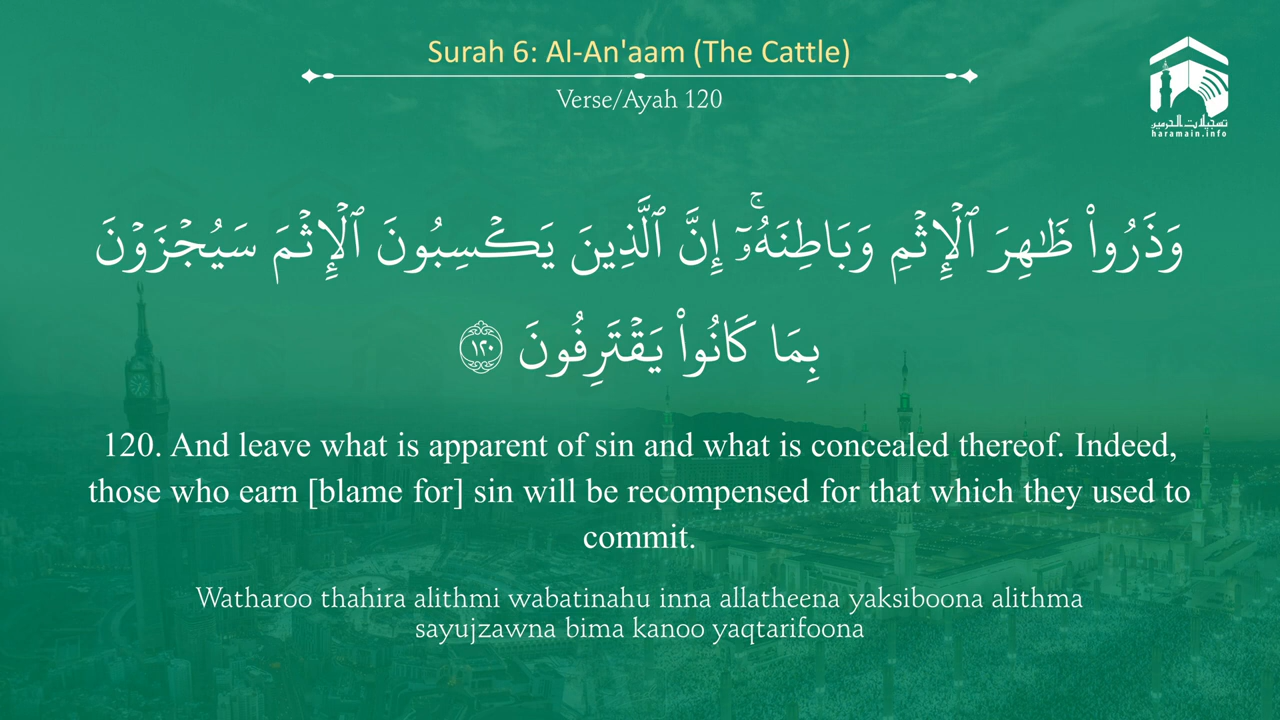 Surah 6: Al-An'aam (The Cattle)
Verse/Ayah 120
تسجيلات الحرمين
haramain.info
وَذَرُوا۟ ظَـٰهِرَ ٱلْإِثْمِ وَبَاطِنَهُۥٓ ۚ إِنَّ ٱلَّذِينَ يَكْسِبُونَ ٱلْإِثْمَ سَيُجْزَوْنَ
بِمَا كَانُوا۟ يَقْتَرِفُونَ ١٢٠
120. And leave what is apparent of sin and what is concealed thereof. Indeed,
those who earn [blame for] sin will be recompensed for that which they used to
commit.
Watharoo thahira alithmi wabatinahu inna allatheena yaksiboona alithma
sayujzawna bima kanoo yaqtarifoona